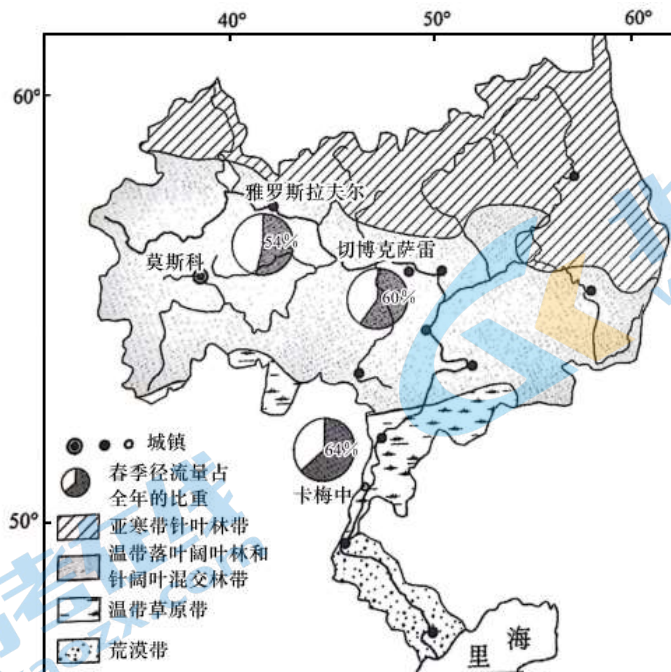 40°
50°
60°
60°
雅罗斯拉夫尔
54%
切博克萨雷
莫斯科
60%
64%
卡梅中
城镇
春季径流量占
全年的比重
50°
亚寒带针叶林带
温带落叶阔叶林和
针阔叶混交林带
温带草原带
荒漠带
里海